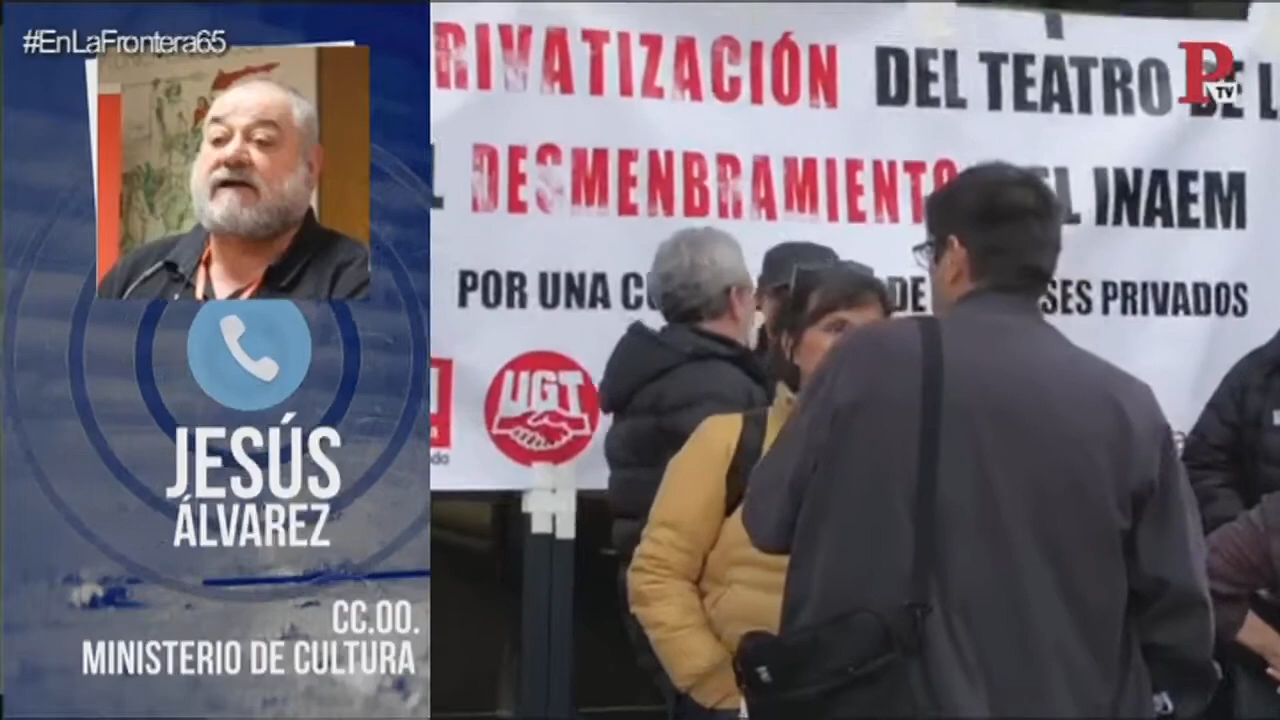 #EnLaFrontera65
RIVATIZACIÓN DEL TEATRO DE L
DESMENBRAMIENTO EL INAEM
POR UNA DE PRIVADOS
UGT
P TV
JESÚS
ÁLVAREZ
CC.OO.
MINISTERIO DE CULTURA